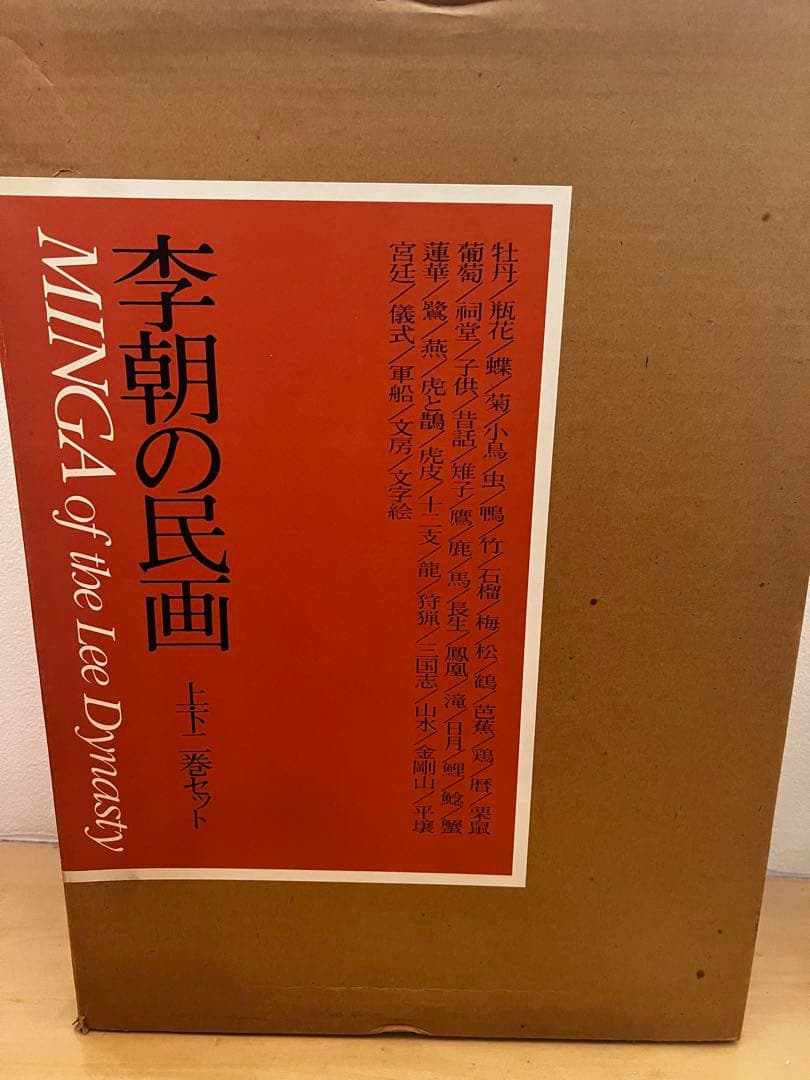 牡丹/瓶花/蝶/菊/小鳥/虫/鴨/竹/石榴/梅/松/鶴/芭蕉/鶏/暦/栗鼠
葡萄/祠堂/子供/昔話/雉子/鷹/鹿/馬/長生/鳳凰/滝/日月/鯉/鯰/蟹
蓮華/鷺/燕/虎と鵲/虎皮/十二支/龍/狩猟/三国志/山水/金剛山/平壌
宮廷/儀式/軍船/文房/文字絵
李朝の民画 上・下二巻セット
MINGA of the Lee Dynasty